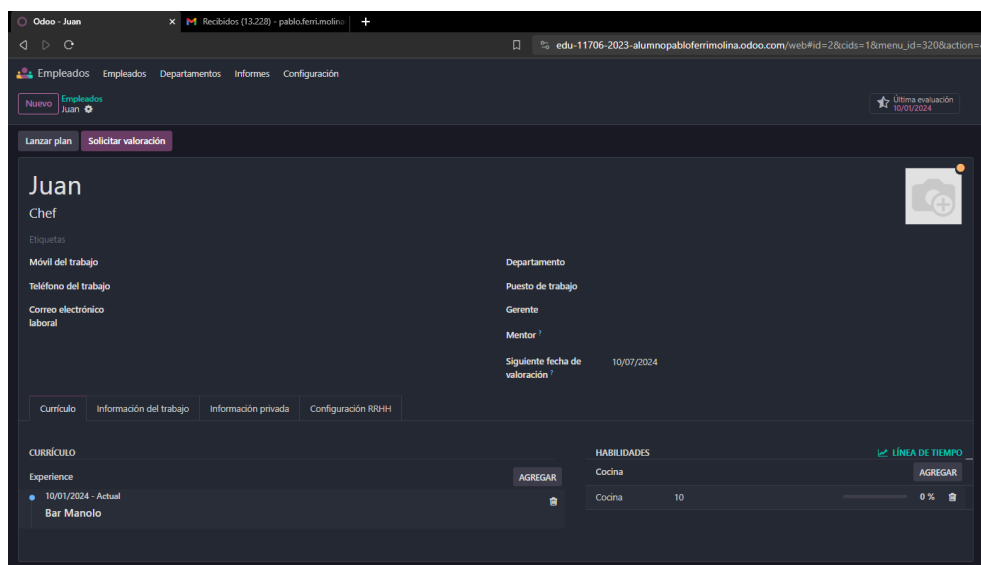 Odoo - Juan
Recibidos (13.228) - pablo.ferri.molina
edu-11706-2023-alumnopabloferrimolina.odoo.com/web#id=2&cids=1&menu_id=320&action=
Empleados Empleados Departamentos Informes Configuración
Nuevo Empleados
Juan
Última evaluación
10/01/2024
Lanzar plan Solicitar valoración
Juan
Chef
Etiquetas
Móvil del trabajo
Teléfono del trabajo
Correo electrónico
laboral
Departamento
Puesto de trabajo
Gerente
Mentor ?
Siguiente fecha de 10/07/2024
valoración ?
Currículo Información del trabajo Información privada Configuración RRHH
CURRÍCULO
Experience AGREGAR
10/01/2024 - Actual
Bar Manolo
HABILIDADES LÍNEA DE TIEMPO
Cocina AGREGAR
Cocina 10 0 %